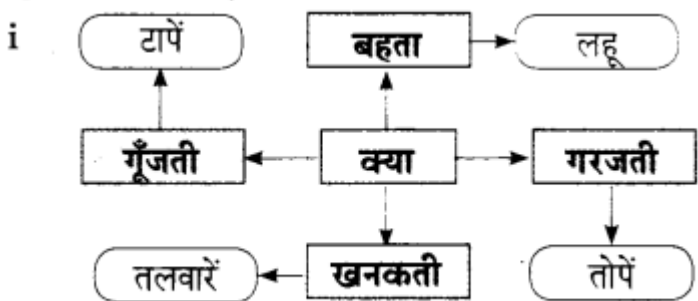 i
टापें
बहता
लहू
गूँजती
क्या
गरजती
तलवारें
खनकती
तोपें